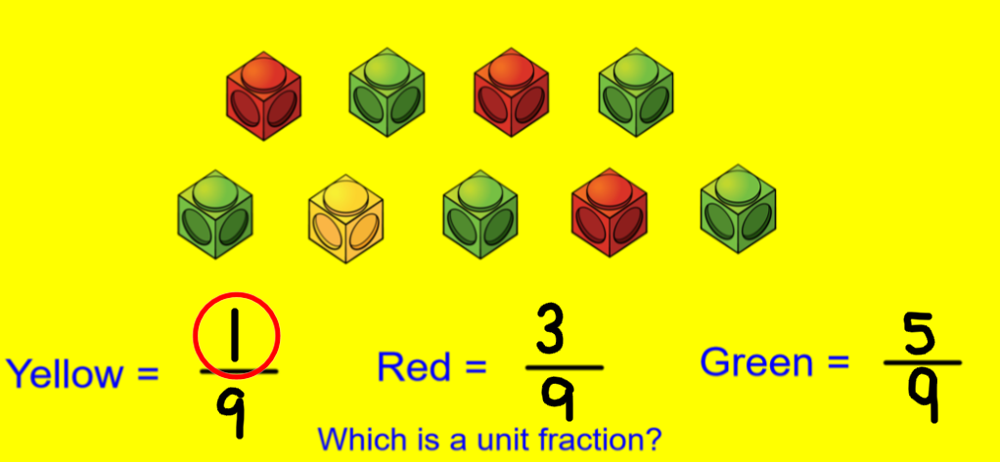 Yellow = 1/9
Red = 3/9
Green = 5/9
Which is a unit fraction?